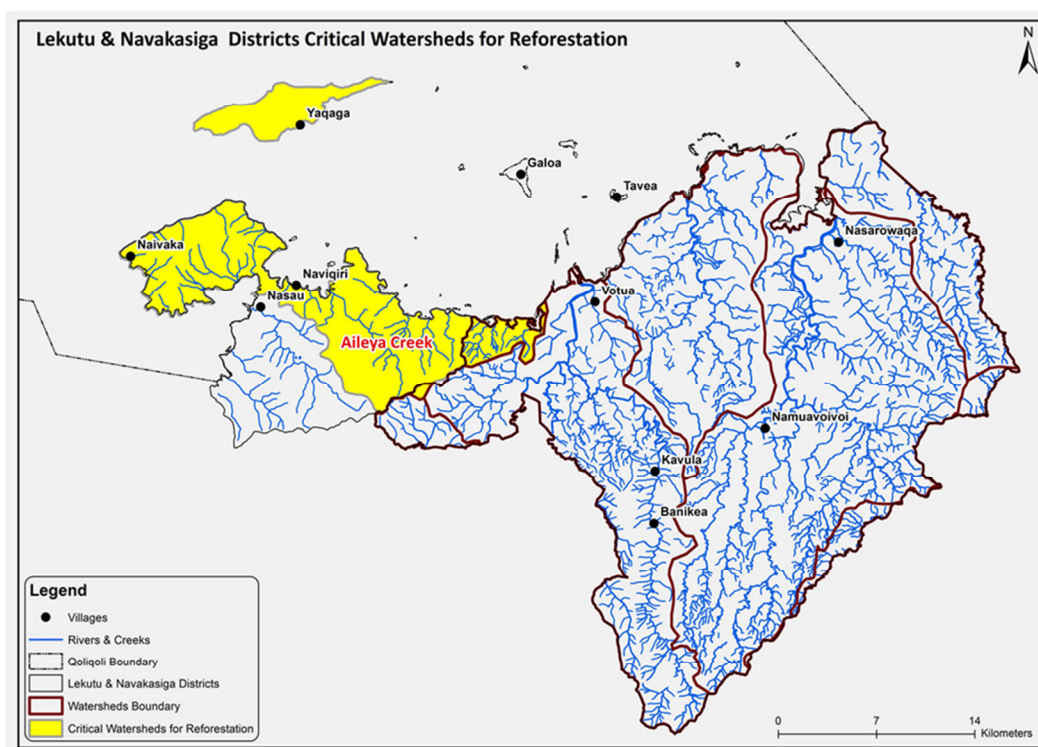 Lekutu & Navakasiga Districts Critical Watersheds for Reforestation
N
Yaqaga
Galoa
Tavea
Nasarowaqa
Naivaka
Naviqiri
Nasau
Votua
Aileya Creek
Namuavoivoi
Kavula
Banikea
Legend
Villages
Rivers & Creeks
Qoliqoli Boundary
Lekutu & Navakasiga Districts
Watersheds Boundary
Critical Watersheds for Reforestation
0 7 14
Kilometers